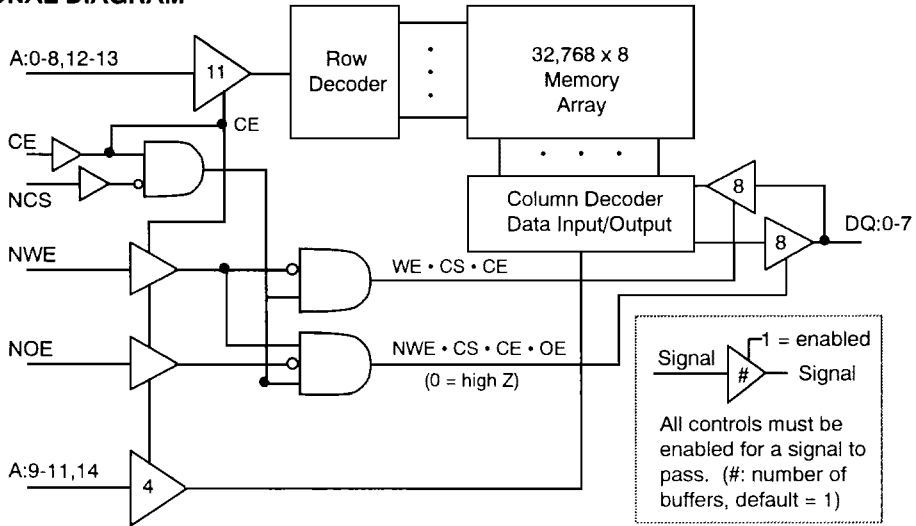 A:0-8,12-13
11
Row
Decoder
32,768 x 8
Memory
Array
CE
CE
NCS
Column Decoder
Data Input/Output
8
8
DQ:0-7
NWE
WE • CS • CE
NOE
NWE • CS • CE • OE
(0 = high Z)
A:9-11,14
4
1 = enabled
Signal
#
Signal
All controls must be
enabled for a signal to
pass. (#: number of
buffers, default = 1)